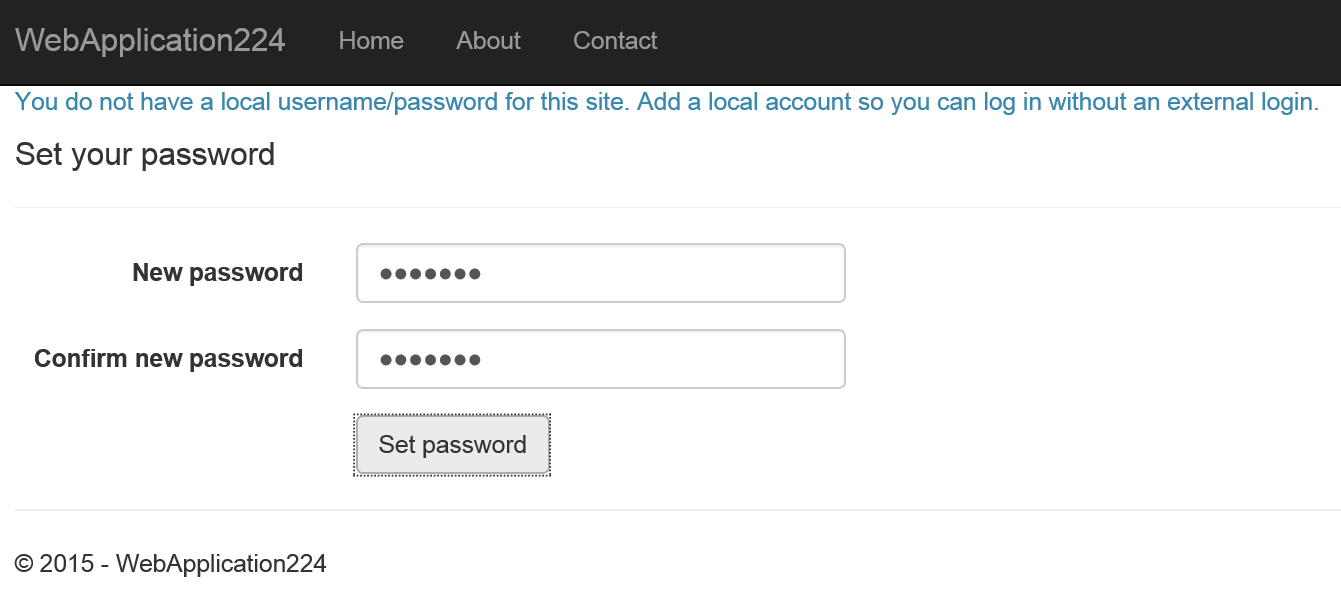 WebApplication224 Home About Contact
You do not have a local username/password for this site. Add a local account so you can log in without an external login.
Set your password
New password ●●●●●●●
Confirm new password ●●●●●●●
Set password
© 2015 - WebApplication224